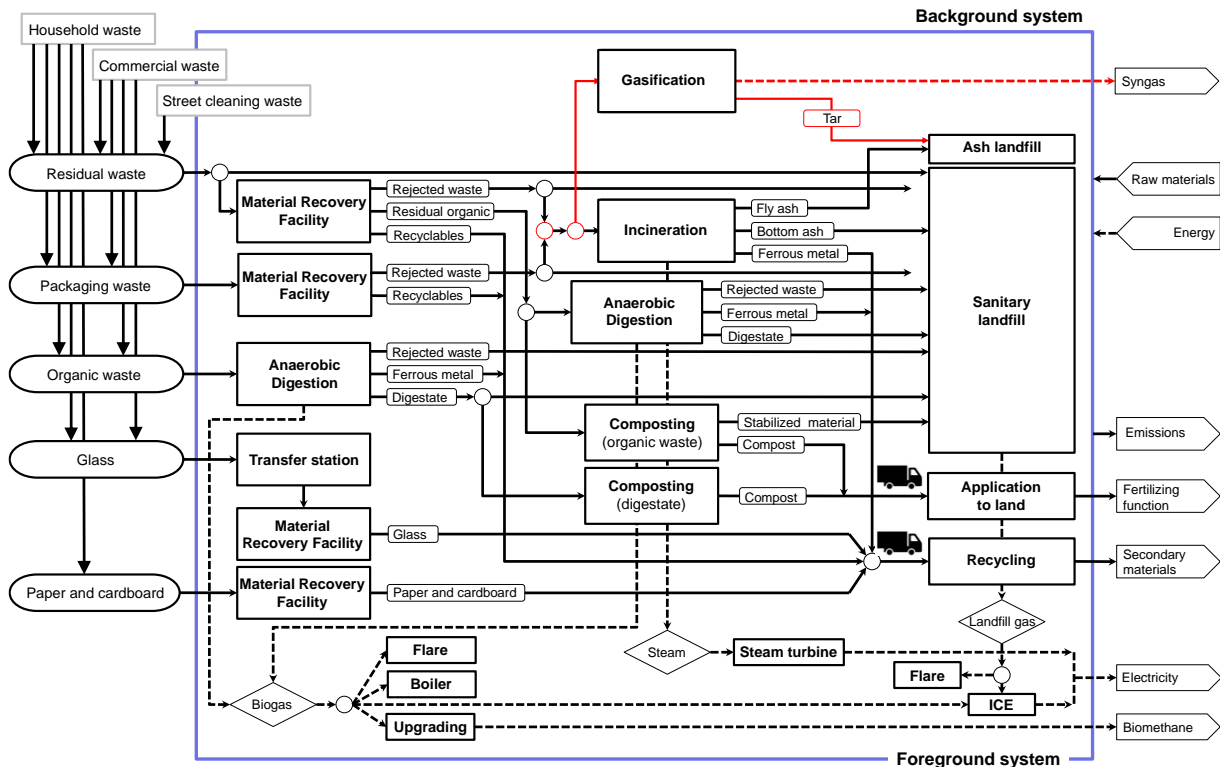 Background system
Household waste
Commercial waste
Street cleaning waste
Gasification
Syngas
Tar
Ash landfill
Residual waste
Raw materials
Material Recovery
Facility
Rejected waste
Residual organic
Recyclables
Incineration
Fly ash
Bottom ash
Ferrous metal
Energy
Packaging waste
Material Recovery
Facility
Rejected waste
Recyclables
Anaerobic
Digestion
Rejected waste
Ferrous metal
Digestate
Sanitary
landfill
Organic waste
Anaerobic
Digestion
Rejected waste
Ferrous metal
Digestate
Composting
(organic waste)
Stabilized material
Compost
Emissions
Glass
Transfer station
Composting
(digestate)
Compost
Application
to land
Fertilizing
function
Material
Recovery Facility
Glass
Recycling
Secondary
materials
Paper and cardboard
Material Recovery
Facility
Paper and cardboard
Landfill gas
Flare
Steam
Steam turbine
Boiler
Flare
Electricity
Biogas
ICE
Upgrading
Biomethane
Foreground system